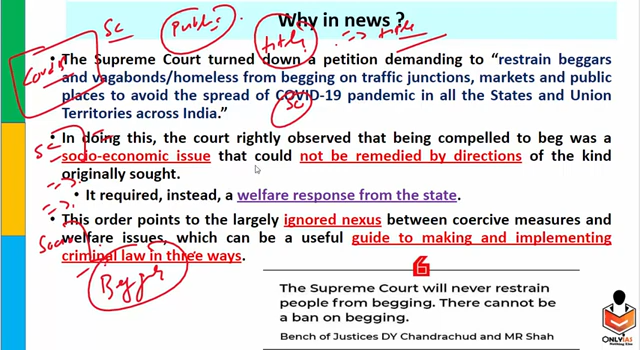 Why in news ?
SC
Public
title
title
Covid
• The Supreme Court turned down a petition demanding to "restrain beggars
and vagabonds/homeless from begging on traffic junctions, markets and public
places to avoid the spread of COVID-19 pandemic in all the States and Union
Territories across India."
SC
SC
• In doing this, the court rightly observed that being compelled to beg was a
socio-economic issue that could not be remedied by directions of the kind
originally sought.
• It required, instead, a welfare response from the state.
• This order points to the largely ignored nexus between coercive measures and
welfare issues, which can be a useful guide to making and implementing
criminal law in three ways.
The Supreme Court will never restrain
people from begging. There cannot be
a ban on begging.
Bench of Justices DY Chandrachud and MR Shah
ONLYIAS